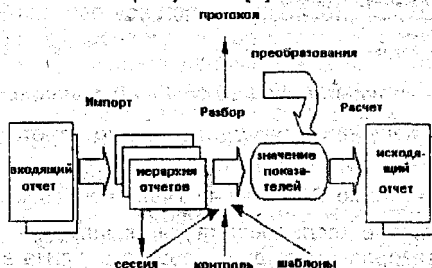 протокол
преобразования
Импорт
Разбор
Расчет
входящий
отчет
иерархия
отчетов
значение
показа-
телей
исходя-
щий
отчет
сессия
контроль
шаблоны